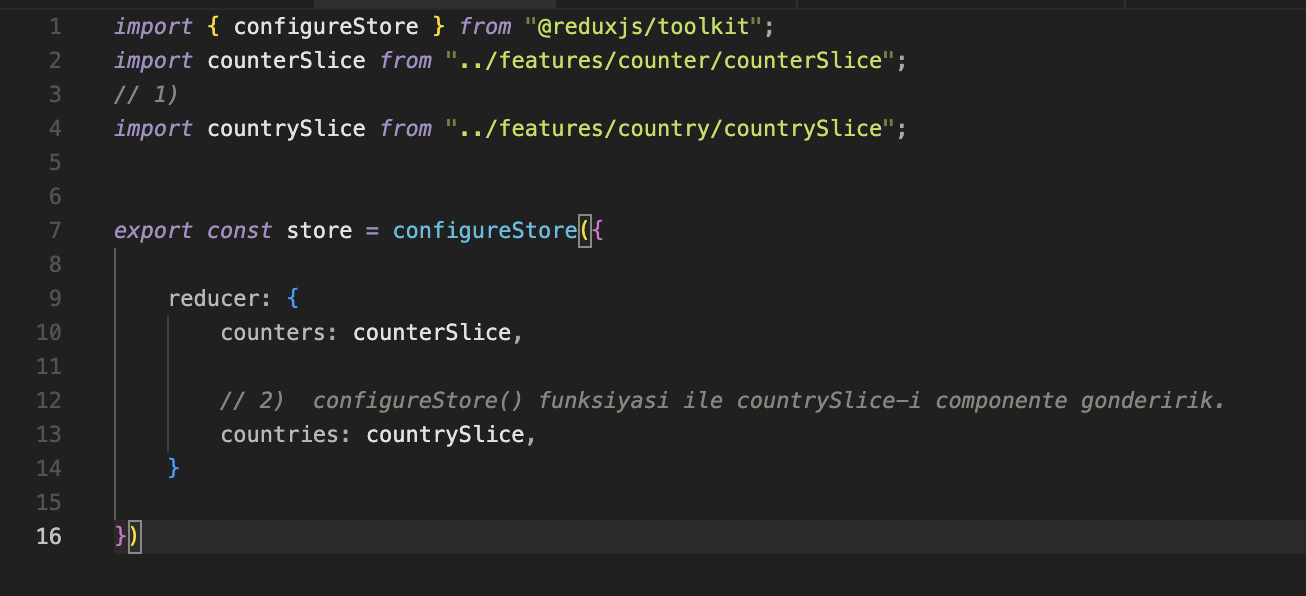 1 import { configureStore } from "@reduxjs/toolkit";
2 import counterSlice from "../features/counter/counterSlice";
3 // 1)
4 import countrySlice from "../features/country/countrySlice";
5
6
7 export const store = configureStore({
8
9     reducer: {
10         counters: counterSlice,
11
12         // 2)  configureStore() funksiyasi ile countrySlice-i componente gonderirik.
13         countries: countrySlice,
14     }
15
16 })